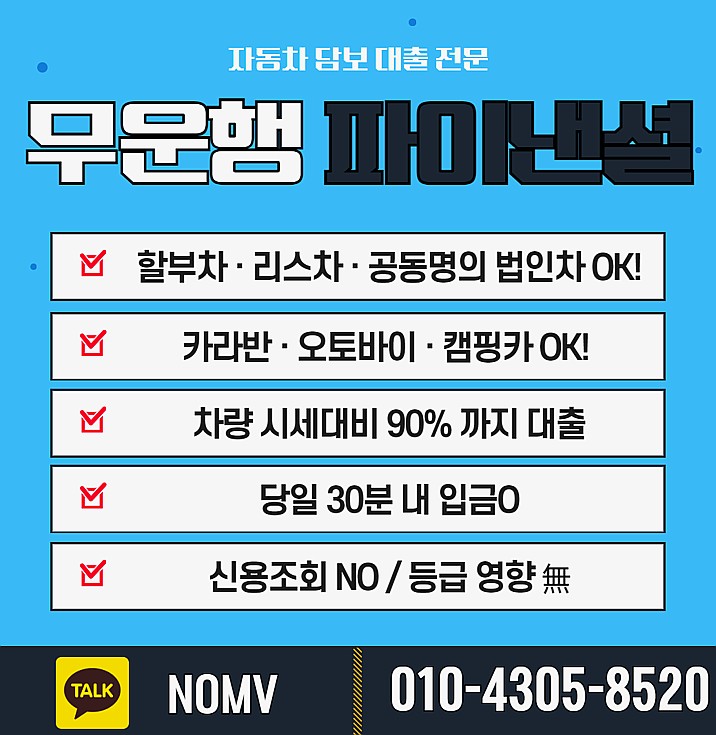 자동차 담보 대출 전문
무운행 파이낸셜
할부차 · 리스차 · 공동명의 법인차 OK!
카라반 · 오토바이 · 캠핑카 OK!
차량 시세대비 90% 까지 대출
당일 30분 내 입금O
신용조회 NO / 등급 영향 無
TALK NOMV 010-4305-8520